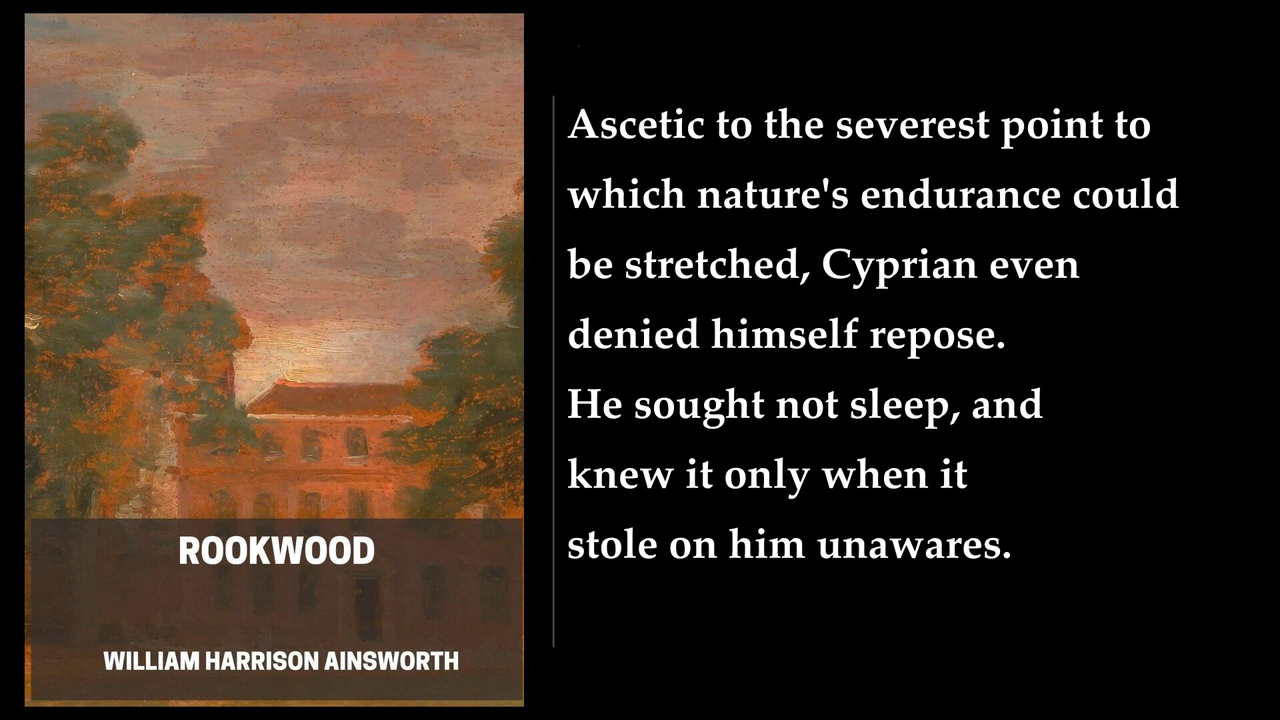 ROOKWOOD
WILLIAM HARRISON AINSWORTH
Ascetic to the severest point to
which nature's endurance could
be stretched, Cyprian even
denied himself repose.
He sought not sleep, and
knew it only when it
stole on him unawares.